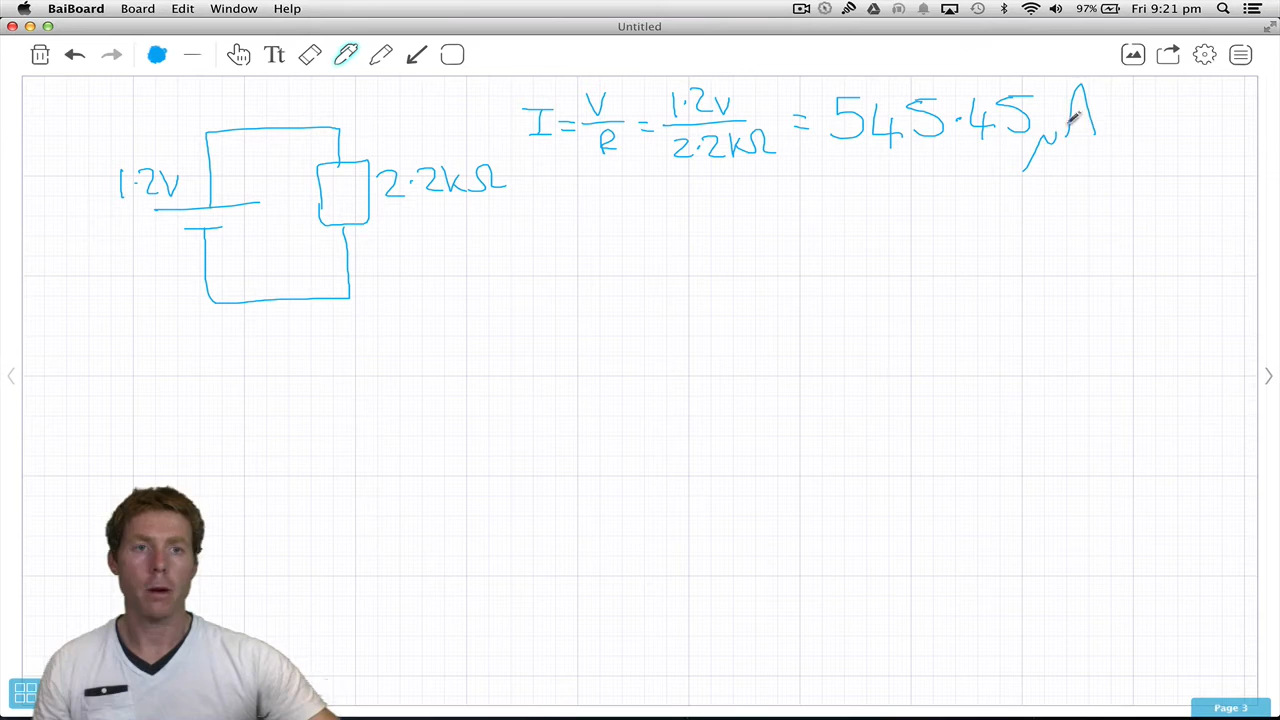 BaiBoard Board Edit Window Help 97% Fri 9:21 pm
Untitled
Tt
I = V/R = 1.2V/2.2kΩ = 545.45μA
1.2V
2.2kΩ
Page 3